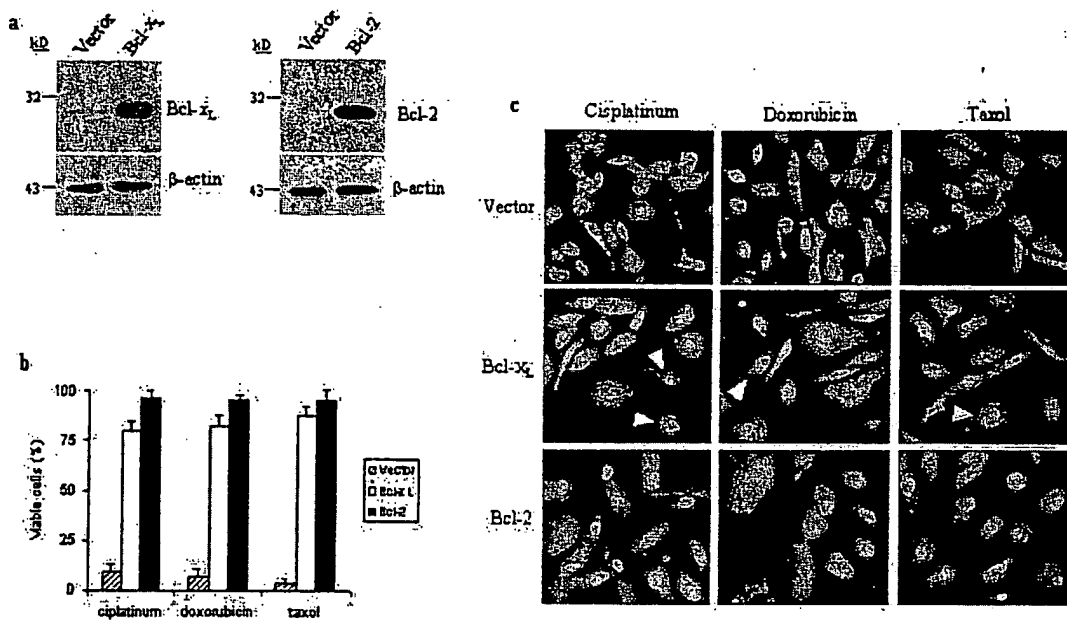 a
kD
Vector
Bcl-xL
32
Bcl-xL
43
β-actin
kD
Vector
Bcl-2
32
Bcl-2
43
β-actin
b
Viable cells (%)
100
75
50
25
0
ciplatinum
doxorubicin
taxol
Vector
Bcl-x L
Bcl-2
c
Cisplatinum
Doxorubicin
Taxol
Vector
Bcl-xL
Bcl-2